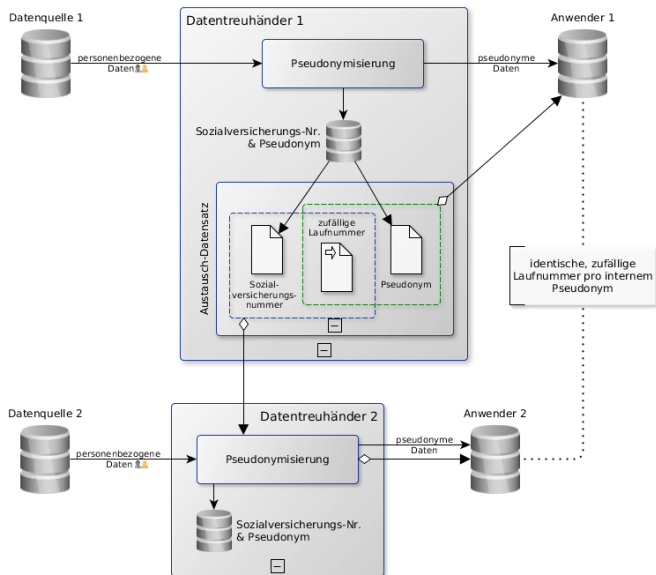 Datenquelle 1
Datentreuhänder 1
Anwender 1
personenbezogene
Daten
Pseudonymisierung
pseudonyme
Daten
Sozialversicherungs-Nr.
& Pseudonym
Austausch-Datensatz
zufällige
Laufnummer
Sozial-
versicherungs-
nummer
Pseudonym
identische, zufällige
Laufnummer pro internem
Pseudonym
Datenquelle 2
Datentreuhänder 2
Anwender 2
personenbezogene
Daten
Pseudonymisierung
pseudonyme
Daten
Sozialversicherungs-Nr.
& Pseudonym